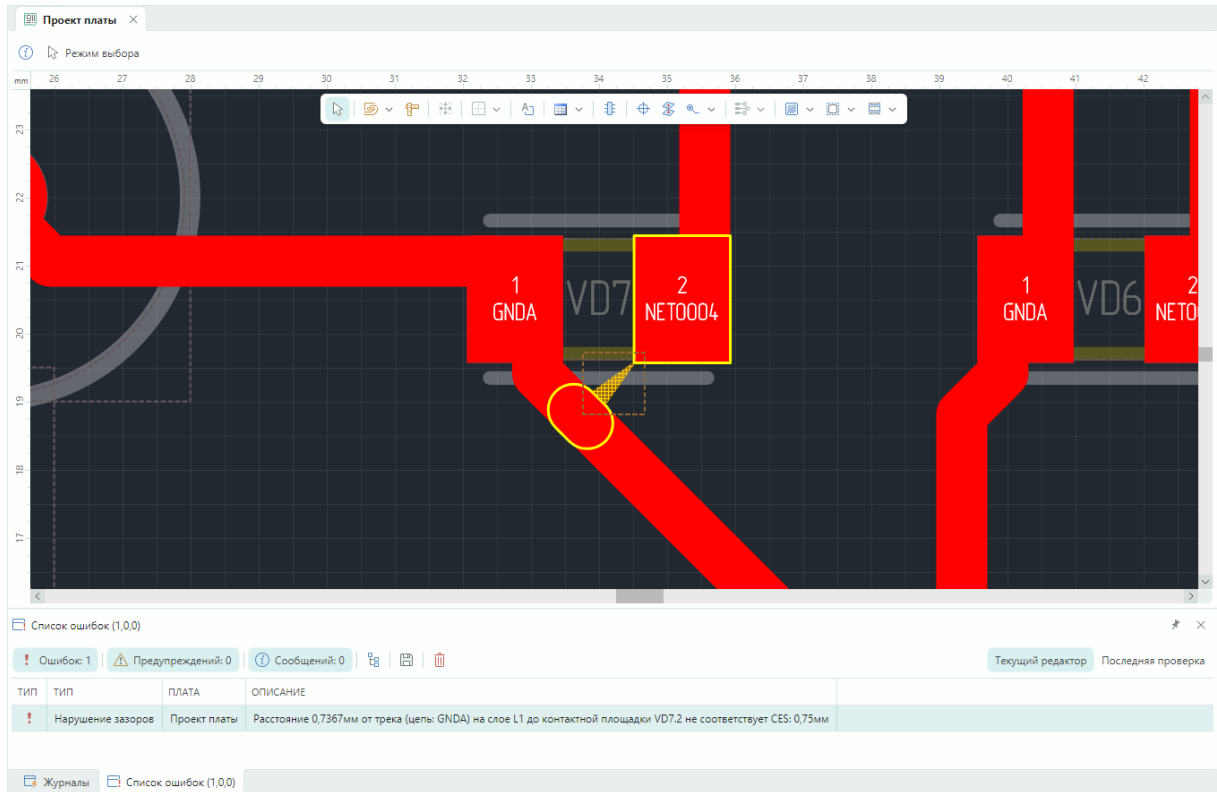 Проект платы
Режим выбора
mm 26 27 28 29 30 31 32 33 34 35 36 37 38 39 40 41 42
23
22
21
20
19
18
17
1
GNDA
VD7
2
NET0004
1
GNDA
VD6
2
NET0
Список ошибок (1,0,0)
Ошибок: 1 Предупреждений: 0 Сообщений: 0 Текущий редактор Последняя проверка
ТИП ТИП ПЛАТА ОПИСАНИЕ
Нарушение зазоров Проект платы Расстояние 0,7367мм от трека (цепь: GNDA) на слое L1 до контактной площадки VD7.2 не соответствует CES: 0,75мм
Журналы Список ошибок (1,0,0)